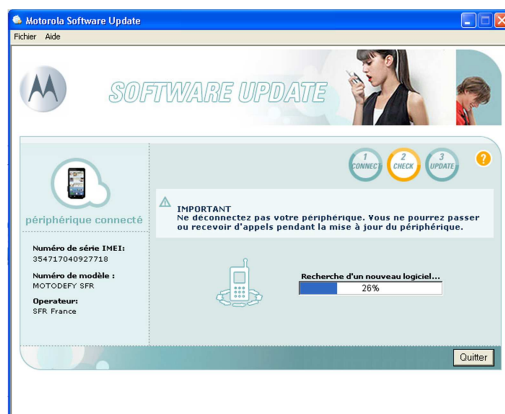 Motorola Software Update
Fichier Aide
SOFTWARE UPDATE
1 CONNECT
2 CHECK
3 UPDATE
?
périphérique connecté
IMPORTANT
Ne déconnectez pas votre périphérique. Vous ne pourrez passer
ou recevoir d'appels pendant la mise à jour du périphérique.
Numéro de série IMEI:
354717040927718
Numéro de modèle :
MOTODEFY SFR
Operateur:
SFR France
Recherche d'un nouveau logiciel...
26%
Quitter